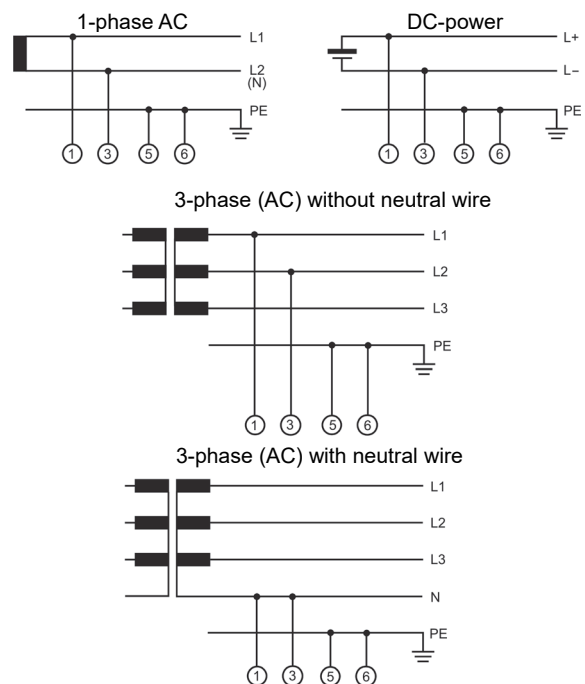 1-phase AC
L1
L2
(N)
PE
1 3 5 6
DC-power
L+
L−
PE
1 3 5 6
3-phase (AC) without neutral wire
L1
L2
L3
PE
1 3 5 6
3-phase (AC) with neutral wire
L1
L2
L3
N
PE
1 3 5 6